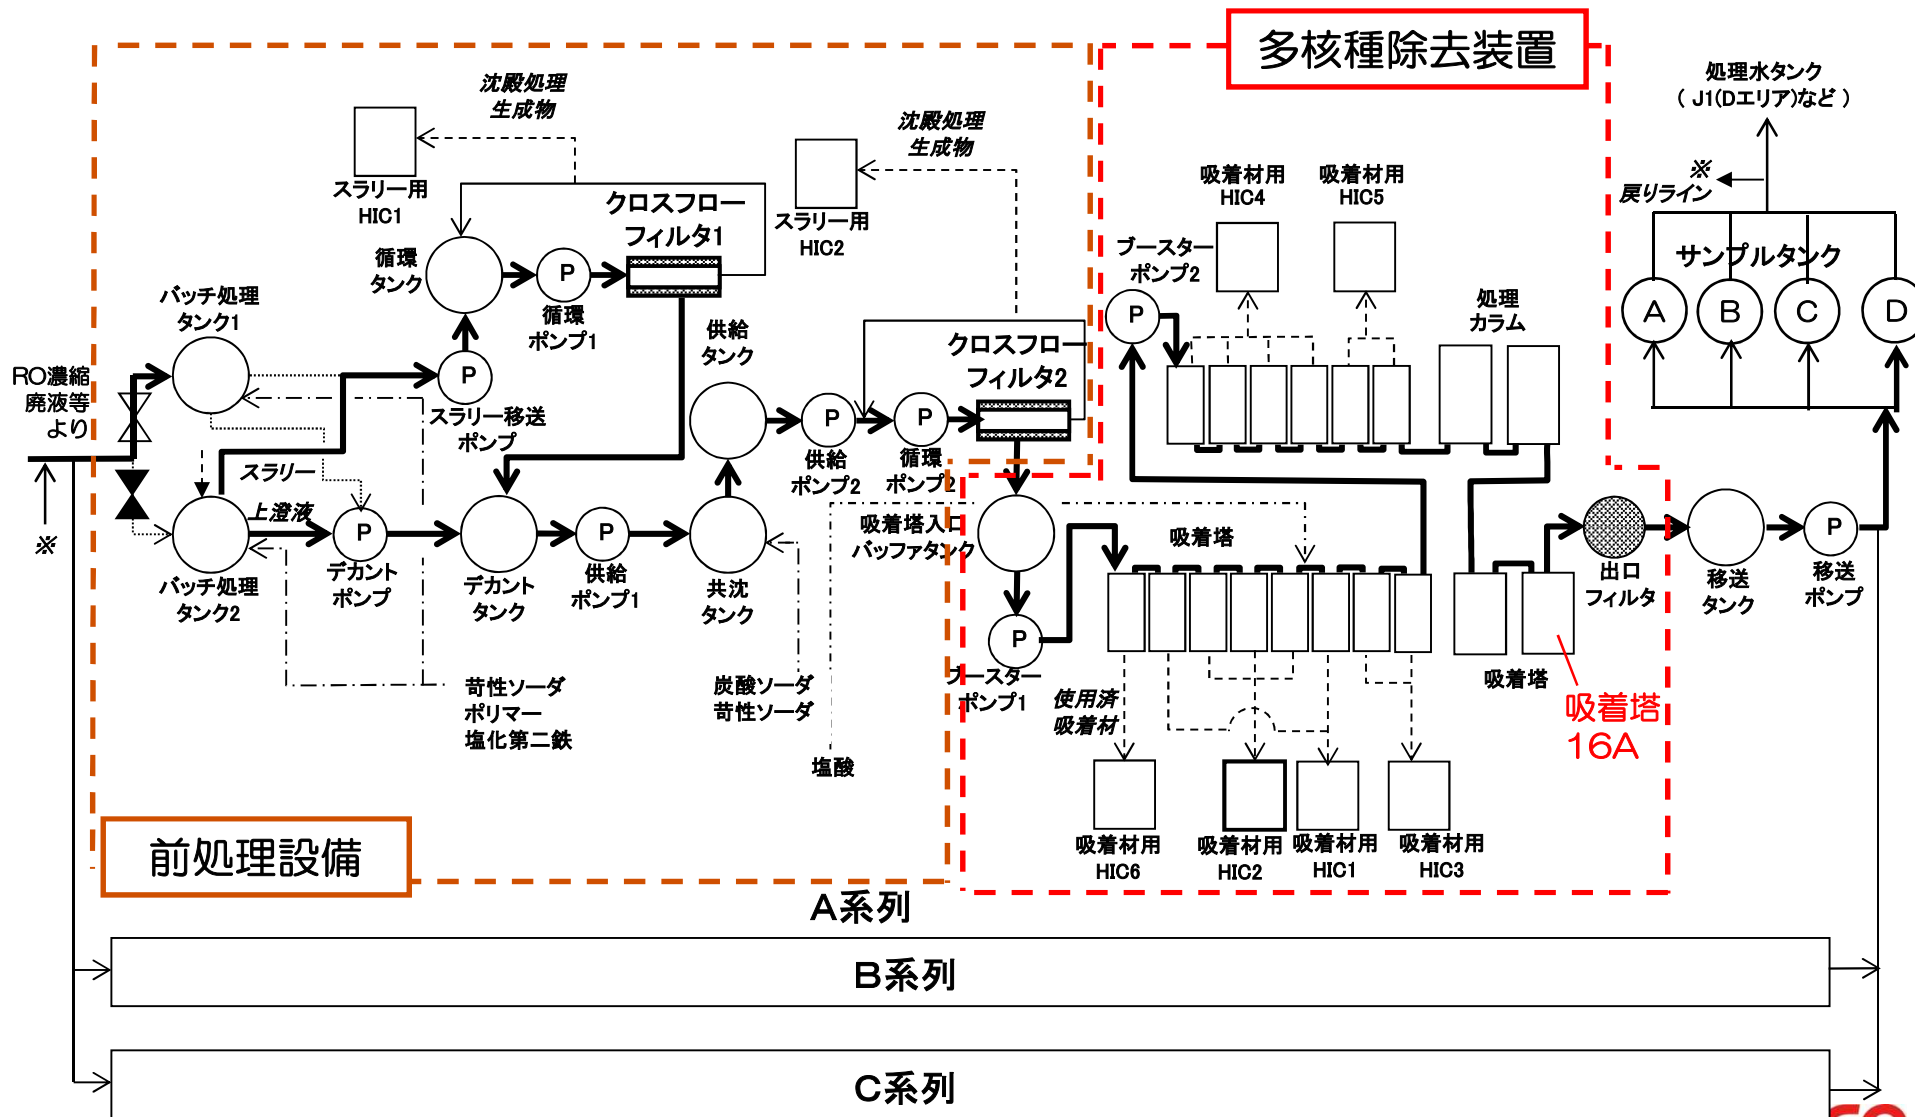 多核種除去装置
処理水タンク
( J1(Dエリア)など )
※
戻りライン
サンプルタンク
A
B
C
D
沈殿処理
生成物
スラリー用
HIC1
沈殿処理
生成物
スラリー用
HIC2
クロスフロー
フィルタ1
循環
タンク
P
循環
ポンプ1
バッチ処理
タンク1
RO濃縮
廃液等
より
※
P
スラリー移送
ポンプ
スラリー
上澄液
バッチ処理
タンク2
P
デカント
ポンプ
デカント
タンク
P
供給
ポンプ1
供給
タンク
共沈
タンク
P
供給
ポンプ2
P
循環
ポンプ2
クロスフロー
フィルタ2
苛性ソーダ
ポリマー
塩化第二鉄
炭酸ソーダ
苛性ソーダ
塩酸
前処理設備
吸着塔入口
バッファタンク
P
ブースター
ポンプ1
ブースター
ポンプ2
P
吸着材用
HIC4
吸着材用
HIC5
処理
カラム
吸着塔
使用済
吸着材
吸着材用
HIC6
吸着材用
HIC2
吸着材用
HIC1
吸着材用
HIC3
吸着塔
吸着塔
16A
出口
フィルタ
移送
タンク
P
移送
ポンプ
A系列
B系列
C系列